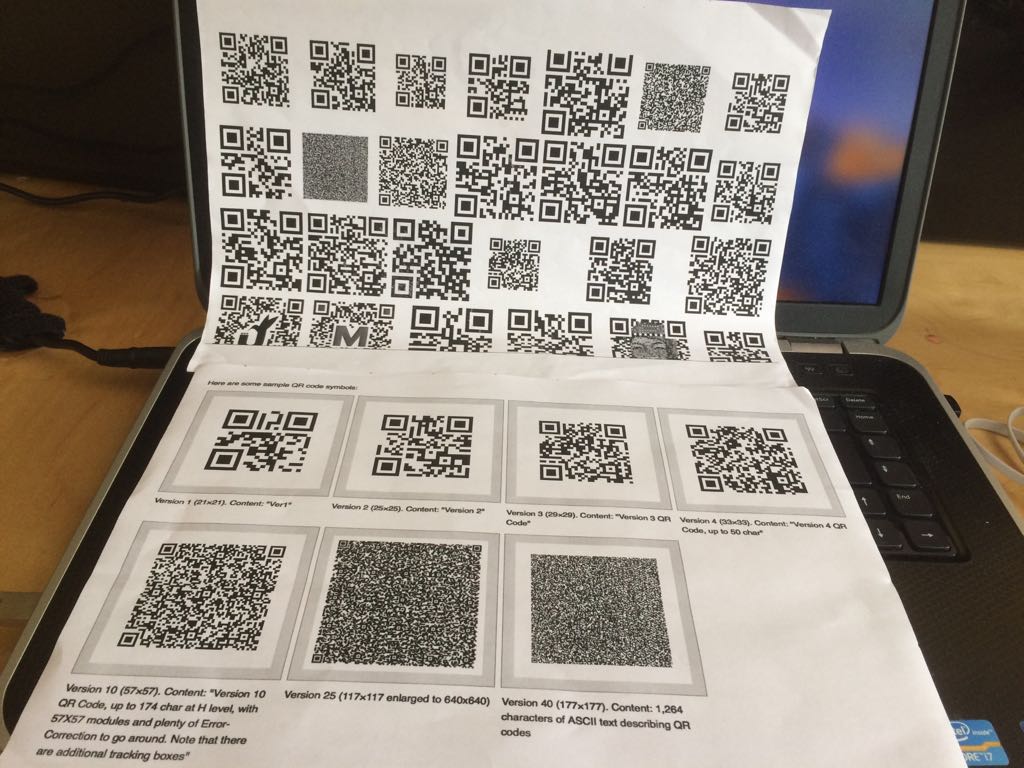 M
Here are some sample QR code symbols:
Version 1 (21×21). Content: "Ver1"
Version 2 (25×25). Content: "Version 2"
Version 3 (29×29). Content: "Version 3 QR
Code"
Version 4 (33×33). Content: "Version 4 QR
Code, up to 50 char"
Version 10 (57×57). Content: "Version 10
QR Code, up to 174 char at H level, with
57X57 modules and plenty of Error-
Correction to go around. Note that there
are additional tracking boxes"
Version 25 (117×117 enlarged to 640x640)
Version 40 (177×177). Content: 1,264
characters of ASCII text describing QR
codes
Delete
Home
End
inside™